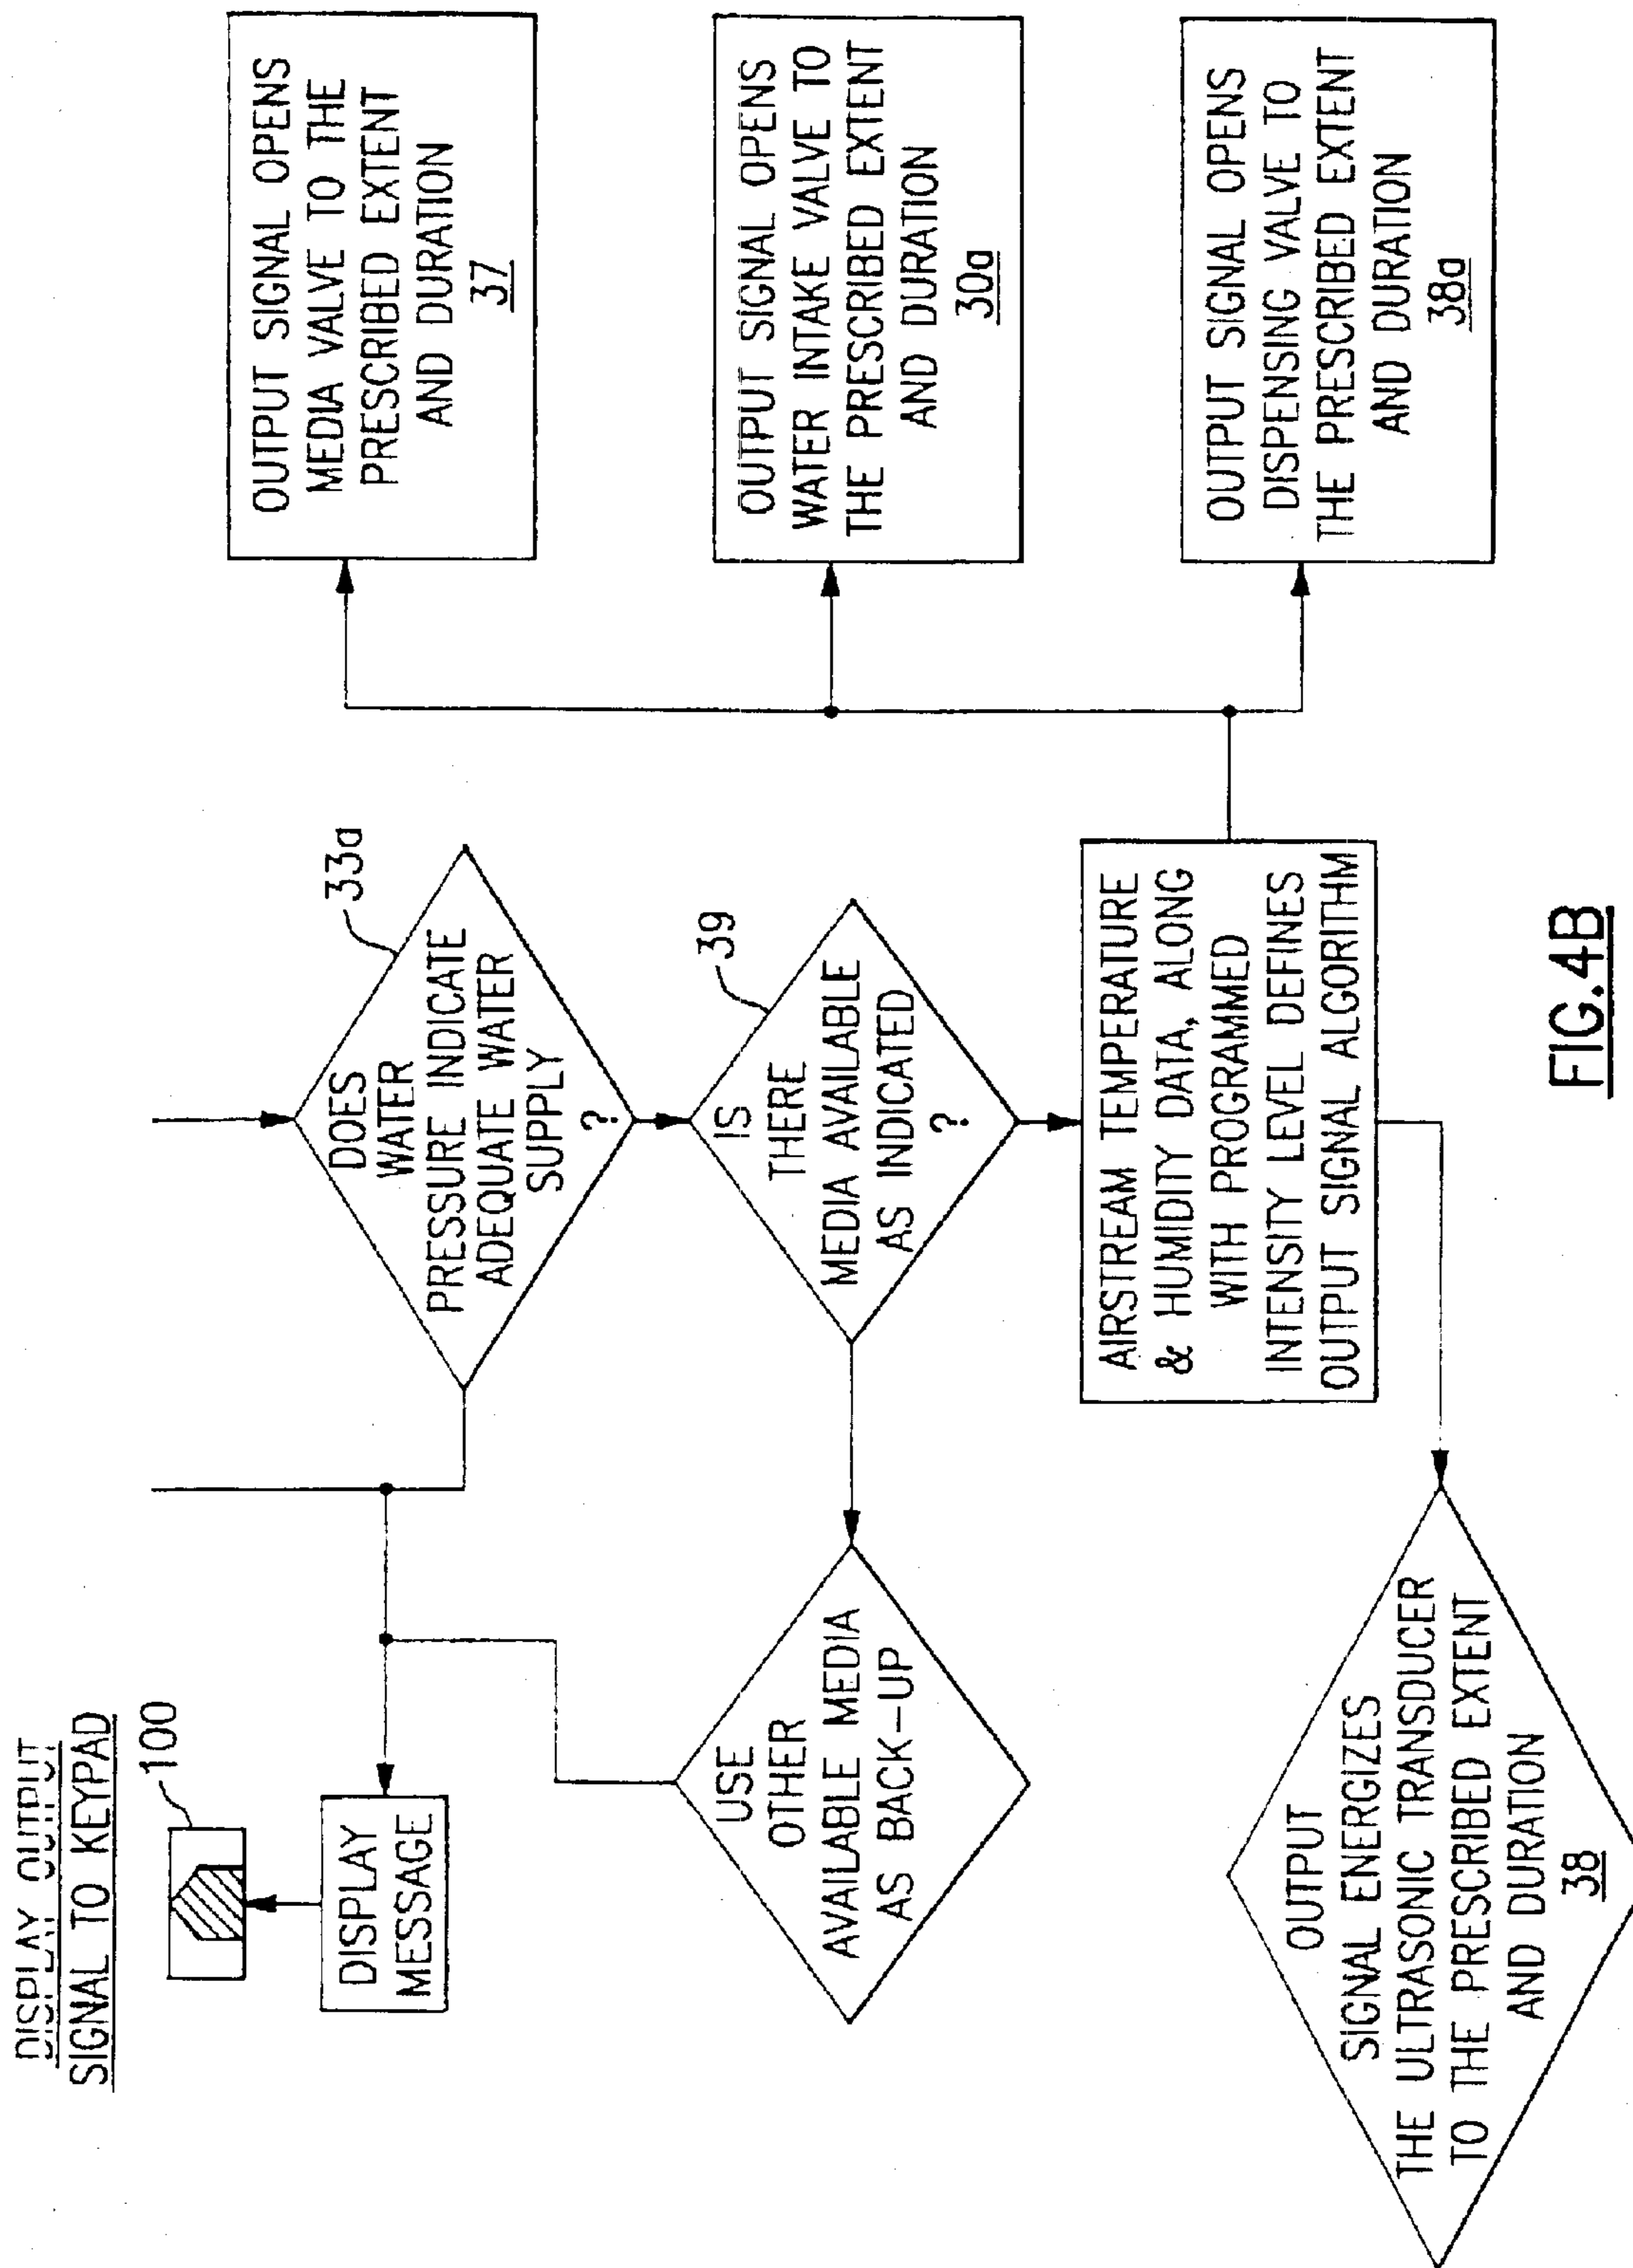 DISPLAY OUTPUT
SIGNAL TO KEYPAD
100
DISPLAY
MESSAGE
DOES
WATER
PRESSURE INDICATE
ADEQUATE WATER
SUPPLY
?
33a
IS
THERE
MEDIA AVAILABLE
AS INDICATED
?
39
USE
OTHER
AVAILABLE MEDIA
AS BACK-UP
AIRSTREAM TEMPERATURE
& HUMIDITY DATA, ALONG
WITH PROGRAMMED
INTENSITY LEVEL DEFINES
OUTPUT SIGNAL ALGORITHM
OUTPUT
SIGNAL ENERGIZES
THE ULTRASONIC TRANSDUCER
TO THE PRESCRIBED EXTENT
AND DURATION
38
OUTPUT SIGNAL OPENS
MEDIA VALVE TO THE
PRESCRIBED EXTENT
AND DURATION
37
OUTPUT SIGNAL OPENS
WATER INTAKE VALVE TO
THE PRESCRIBED EXTENT
AND DURATION
30a
OUTPUT SIGNAL OPENS
DISPENSING VALVE TO
THE PRESCRIBED EXTENT
AND DURATION
38a
FIG.4B